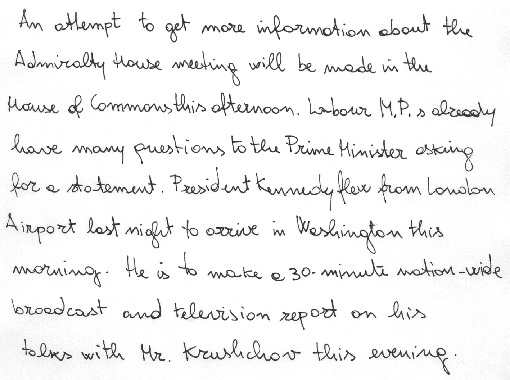 An attempt to get more information about the
Admiralty House meeting will be made in the
House of Commons this afternoon. Labour M.P.s already
have many questions to the Prime Minister asking
for a statement. President Kennedy flew from London
Airport last night to arrive in Washington this
morning. He is to make a 30-minute nation-wide
broadcast and television report on his
talks with Mr. Krushchov this evening.